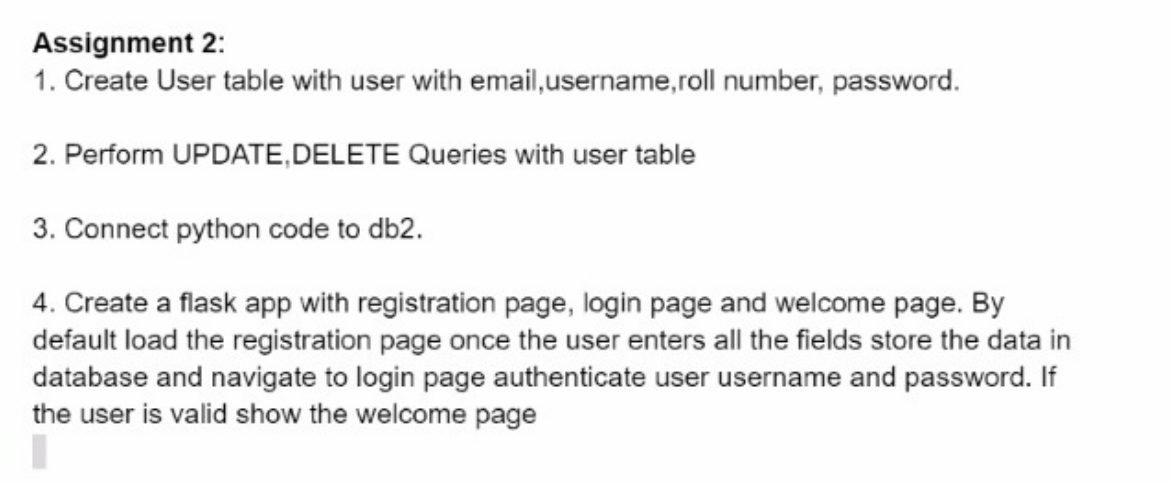 Assignment 2:
1. Create User table with user with email,username,roll number, password.
2. Perform UPDATE,DELETE Queries with user table
3. Connect python code to db2.
4. Create a flask app with registration page, login page and welcome page. By
default load the registration page once the user enters all the fields store the data in
database and navigate to login page authenticate user username and password. If
the user is valid show the welcome page